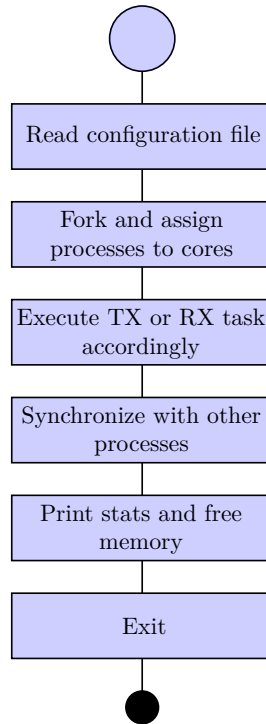 Read configuration file
Fork and assign
processes to cores
Execute TX or RX task
accordingly
Synchronize with other
processes
Print stats and free
memory
Exit